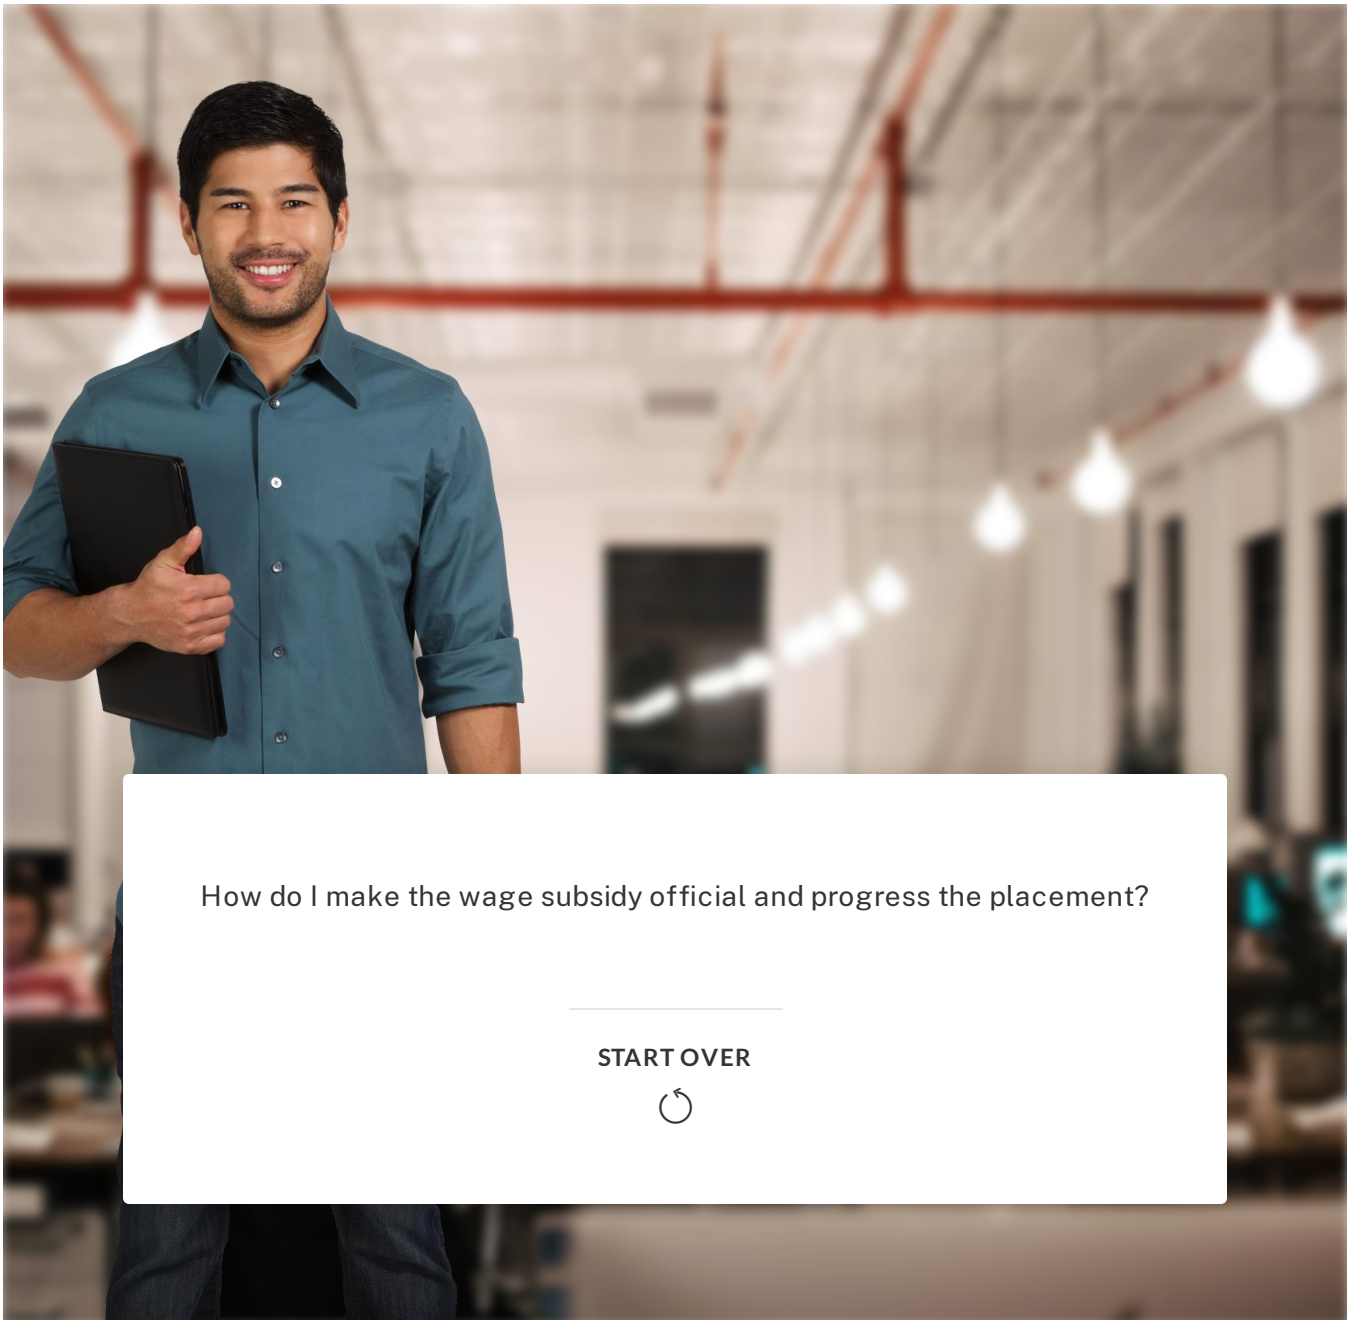 How do I make the wage subsidy official and progress the placement?
START OVER